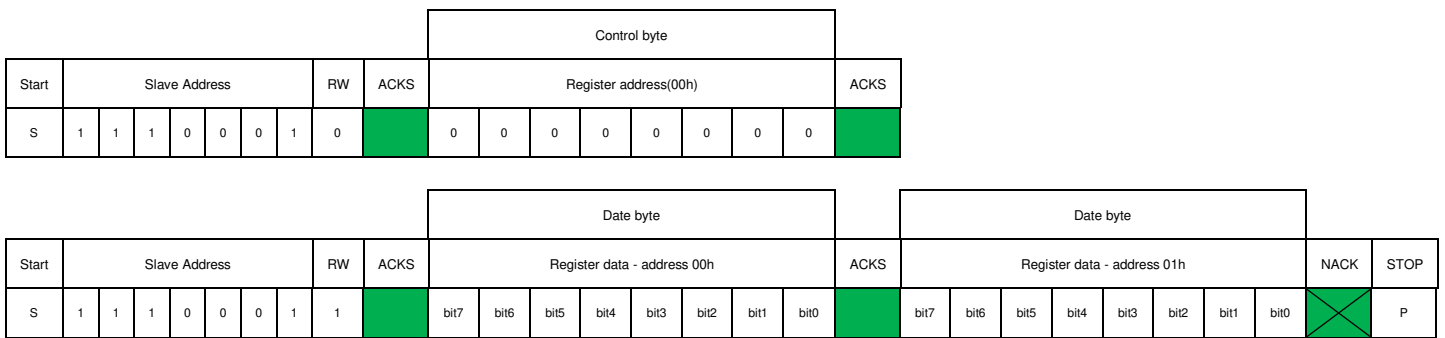 Control byte
Start Slave Address RW ACKS Register address(00h) ACKS
S 1 1 1 0 0 0 1 0 0 0 0 0 0 0 0 0
Date byte Date byte
Start Slave Address RW ACKS Register data - address 00h ACKS Register data - address 01h NACK STOP
S 1 1 1 0 0 0 1 1 bit7 bit6 bit5 bit4 bit3 bit2 bit1 bit0 bit7 bit6 bit5 bit4 bit3 bit2 bit1 bit0 P